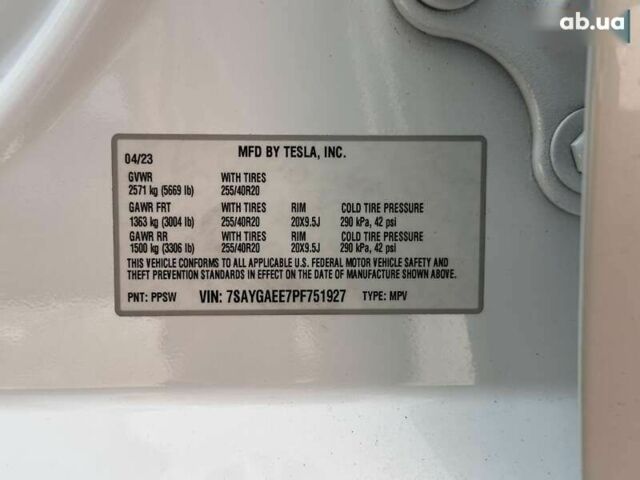 ab.ua
MFD BY TESLA, INC.
04/23
GVWR WITH TIRES
2571 kg (5669 lb) 255/40R20
GAWR FRT WITH TIRES RIM COLD TIRE PRESSURE
1363 kg (3004 lb) 255/40R20 20X9.5J 290 kPa, 42 psi
GAWR RR WITH TIRES RIM COLD TIRE PRESSURE
1500 kg (3306 lb) 255/40R20 20X9.5J 290 kPa, 42 psi
THIS VEHICLE CONFORMS TO ALL APPLICABLE U.S. FEDERAL MOTOR VEHICLE SAFETY AND
THEFT PREVENTION STANDARDS IN EFFECT ON THE DATE OF MANUFACTURE SHOWN ABOVE.
PNT: PPSW VIN: 7SAYGAEE7PF751927 TYPE: MPV